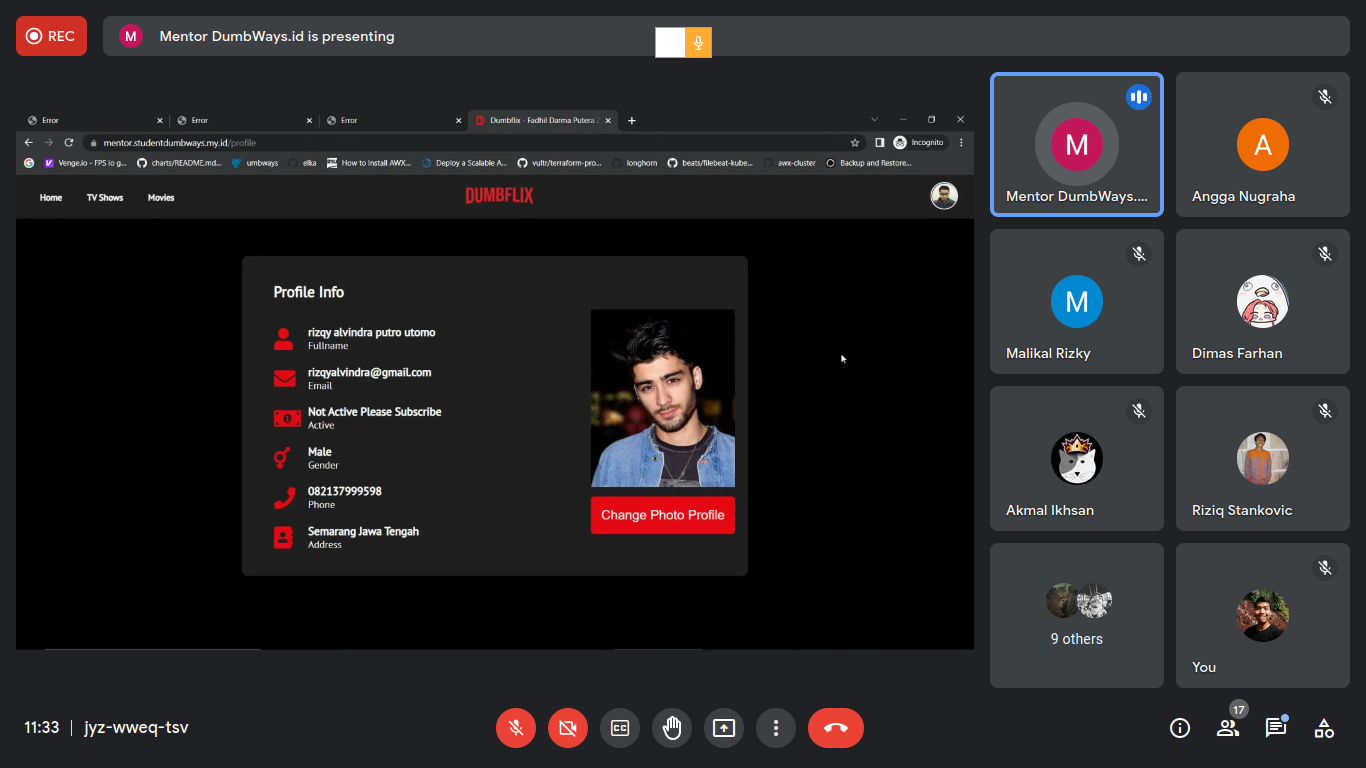 REC
M
Mentor DumbWays.id is presenting
Error
Error
Error
Dumbflix - Fadhil Darma Putera
mentor.studentdumbways.my.id/profile
Incognito
Venge.io - FPS io g...
charts/README.md...
umbways
elka
How to Install AWX...
Deploy a Scalable A...
vultr/terraform-pro...
longhorn
beats/filebeat-kube...
awx-cluster
Backup and Restore...
Home
TV Shows
Movies
DUMBFLIX
Profile Info
rizqy alvindra putro utomo
Fullname
rizqyalvindra@gmail.com
Email
Not Active Please Subscribe
Active
Male
Gender
082137999598
Phone
Semarang Jawa Tengah
Address
Change Photo Profile
M
Mentor DumbWays....
A
Angga Nugraha
M
Malikal Rizky
Dimas Farhan
Akmal Ikhsan
Riziq Stankovic
9 others
You
11:33
jyz-wweq-tsv
CC
17